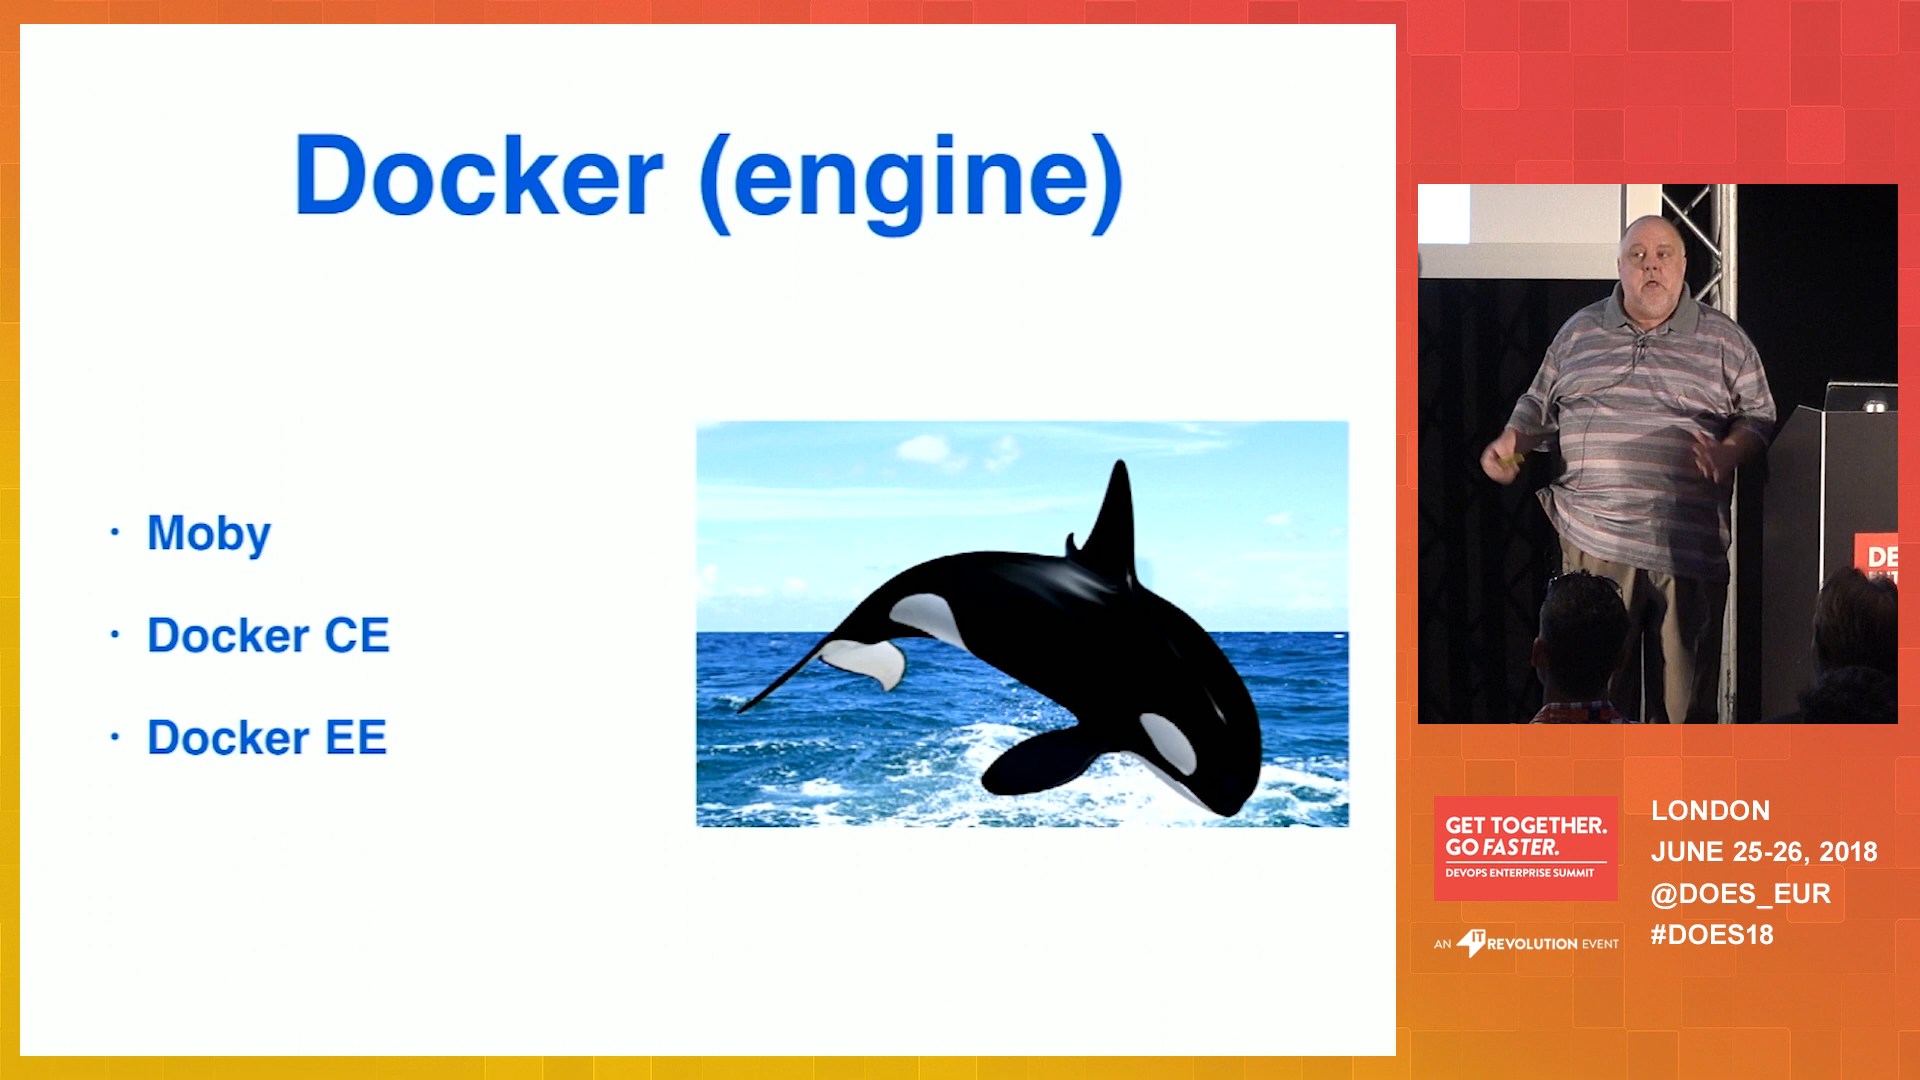 Docker (engine)
· Moby
· Docker CE
· Docker EE
DE
GET TOGETHER.
GO FASTER.
DEVOPS ENTERPRISE SUMMIT
AN IT REVOLUTION EVENT
LONDON
JUNE 25-26, 2018
@DOES_EUR
#DOES18